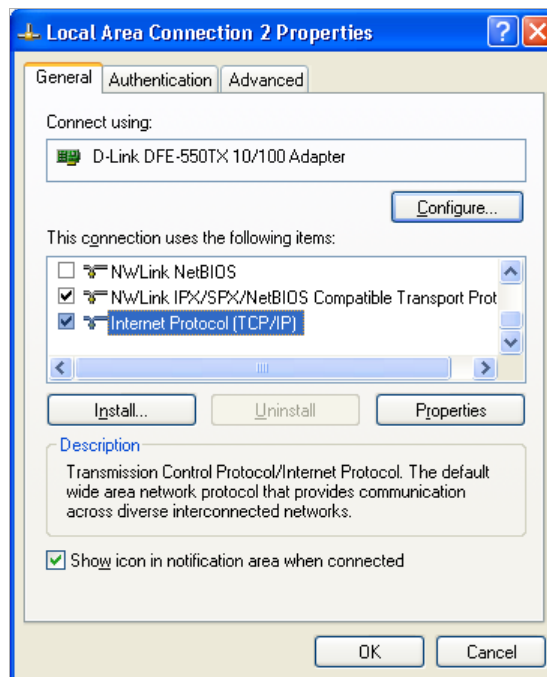 Local Area Connection 2 Properties
General Authentication Advanced
Connect using:
D-Link DFE-550TX 10/100 Adapter
Configure...
This connection uses the following items:
NWLink NetBIOS
NWLink IPX/SPX/NetBIOS Compatible Transport Prot
Internet Protocol (TCP/IP)
Install... Uninstall Properties
Description
Transmission Control Protocol/Internet Protocol. The default
wide area network protocol that provides communication
across diverse interconnected networks.
Show icon in notification area when connected
OK Cancel